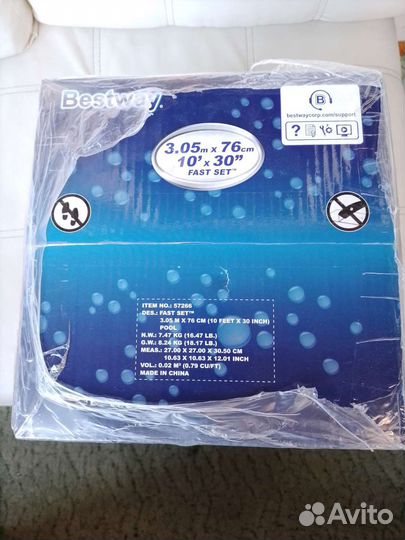 Bestway
B
bestwaycorp.com/support
?
3.05m x 76cm
10' x 30"
FAST SET™
ITEM NO.: 57266
DES.: FAST SET™
3.05 M X 76 CM (10 FEET X 30 INCH)
POOL
N.W.: 7.47 KG (16.47 LB.)
G.W.: 8.24 KG (18.17 LB.)
MEAS.: 27.00 X 27.00 X 30.50 CM
10.63 X 10.63 X 12.01 INCH
VOL.: 0.02 M³ (0.79 CU/FT)
MADE IN CHINA
Avito